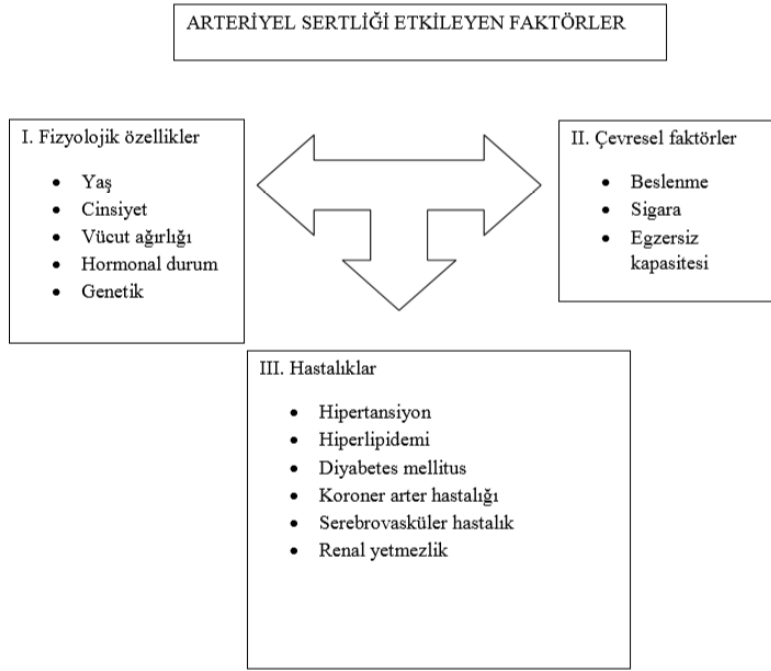 ARTERİYEL SERTLİĞİ ETKİLEYEN FAKTÖRLER
I. Fizyolojik özellikler
• Yaş
• Cinsiyet
• Vücut ağırlığı
• Hormonal durum
• Genetik
II. Çevresel faktörler
• Beslenme
• Sigara
• Egzersiz
kapasitesi
III. Hastalıklar
• Hipertansiyon
• Hiperlipidemi
• Diyabetes mellitus
• Koroner arter hastalığı
• Serebrovasküler hastalık
• Renal yetmezlik